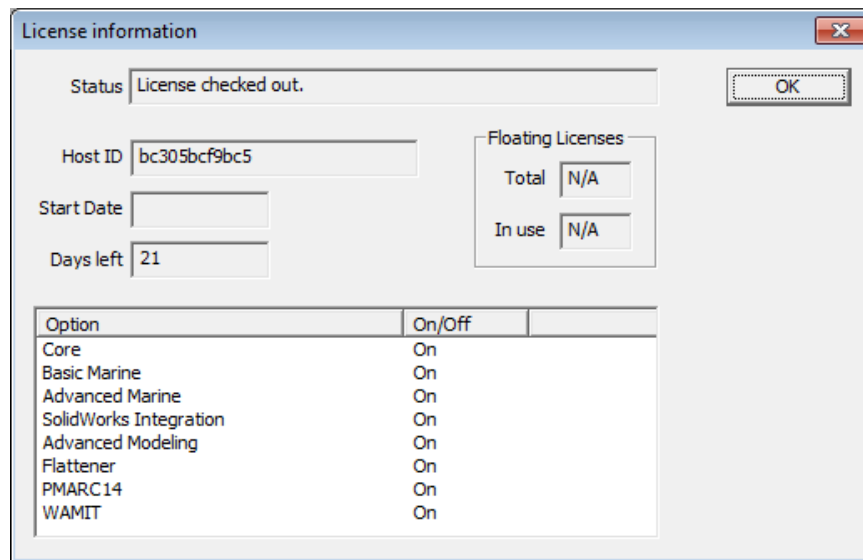 License information
Status License checked out.
OK
Host ID bc305bcf9bc5
Start Date
Days left 21
Floating Licenses
Total N/A
In use N/A
Option On/Off
Core On
Basic Marine On
Advanced Marine On
SolidWorks Integration On
Advanced Modeling On
Flattener On
PMARC14 On
WAMIT On